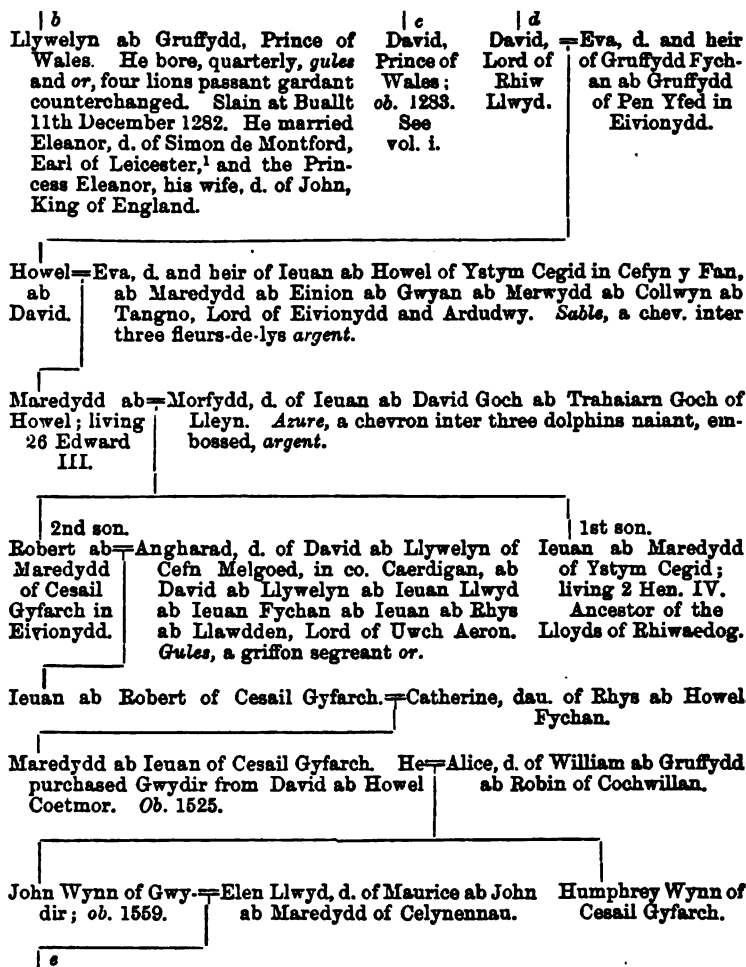 b
Llywelyn ab Gruffydd, Prince of
Wales. He bore, quarterly, gules
and or, four lions passant gardant
counterchanged. Slain at Buallt
11th December 1282. He married
Eleanor, d. of Simon de Montford,
Earl of Leicester,¹ and the Prin-
cess Eleanor, his wife, d. of John,
King of England.
c
David,
Prince of
Wales;
ob. 1283.
See
vol. i.
d
David,
Lord of
Rhiw
Llwyd.
=Eva, d. and heir
of Gruffydd Fych-
an ab Gruffydd
of Pen Yfed in
Eivionydd.
Howel
ab
David.
=Eva, d. and heir of Ieuan ab Howel of Ystym Cegid in Cefyn y Fan,
ab Maredydd ab Einion ab Gwyan ab Merwydd ab Collwyn ab
Tangno, Lord of Eivionydd and Ardudwy. Sable, a chev. inter
three fleurs-de-lys argent.
Maredydd ab
Howel; living
26 Edward
III.
=Morfydd, d. of Ieuan ab David Goch ab Trahaiarn Goch of
Lleyn. Azure, a chevron inter three dolphins naiant, em-
bossed, argent.
2nd son.
Robert ab
Maredydd
of Cesail
Gyfarch in
Eivionydd.
=Angharad, d. of David ab Llywelyn of
Cefn Melgoed, in co. Caerdigan, ab
David ab Llywelyn ab Ieuan Llwyd
ab Ieuan Fychan ab Ieuan ab Rhys
ab Llawdden, Lord of Uwch Aeron.
Gules, a griffon segreant or.
1st son.
Ieuan ab Maredydd
of Ystym Cegid;
living 2 Hen. IV.
Ancestor of the
Lloyds of Rhiwaedog.
Ieuan ab Robert of Cesail Gyfarch.=Catherine, dau. of Rhys ab Howel
Fychan.
Maredydd ab Ieuan of Cesail Gyfarch. He
purchased Gwydir from David ab Howel
Coetmor. Ob. 1525.
=Alice, d. of William ab Gruffydd
ab Robin of Cochwillan.
John Wynn of Gwy-
dir; ob. 1559.
=Elen Llwyd, d. of Maurice ab John
ab Maredydd of Celynennau.
Humphrey Wynn of
Cesail Gyfarch.
e